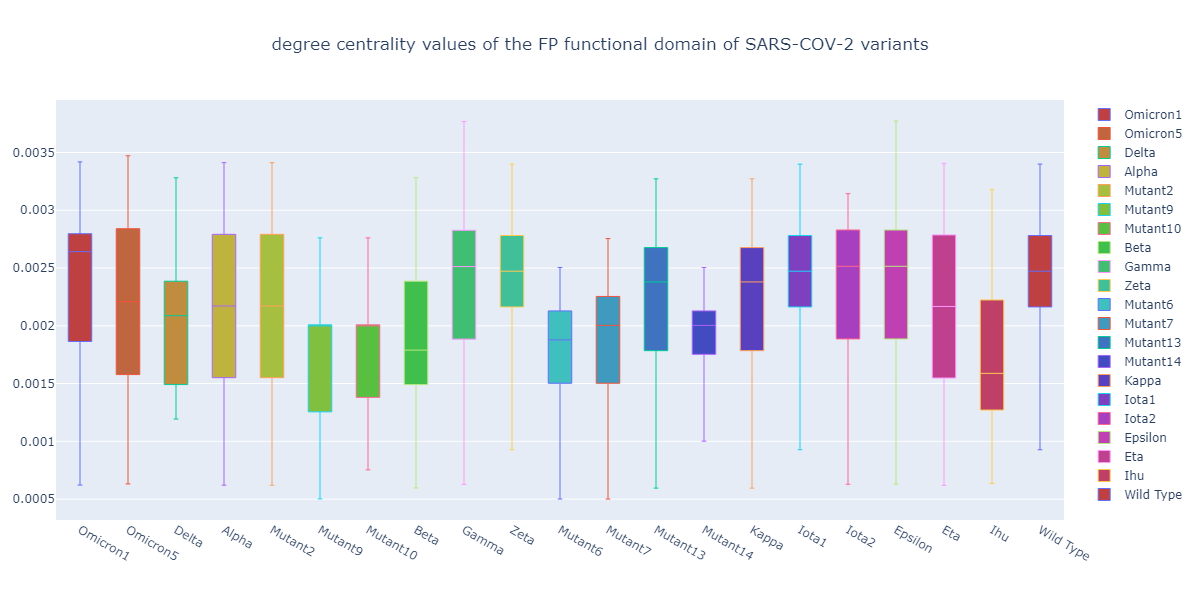 degree centrality values of the FP functional domain of SARS-COV-2 variants
0.0035
0.003
0.0025
0.002
0.0015
0.001
0.0005
Omicron1
Omicron5
Delta
Alpha
Mutant2
Mutant9
Mutant10
Beta
Gamma
Zeta
Mutant6
Mutant7
Mutant13
Mutant14
Kappa
Iota1
Iota2
Epsilon
Eta
Ihu
Wild Type
Omicron1
Omicron5
Delta
Alpha
Mutant2
Mutant9
Mutant10
Beta
Gamma
Zeta
Mutant6
Mutant7
Mutant13
Mutant14
Kappa
Iota1
Iota2
Epsilon
Eta
Ihu
Wild Type